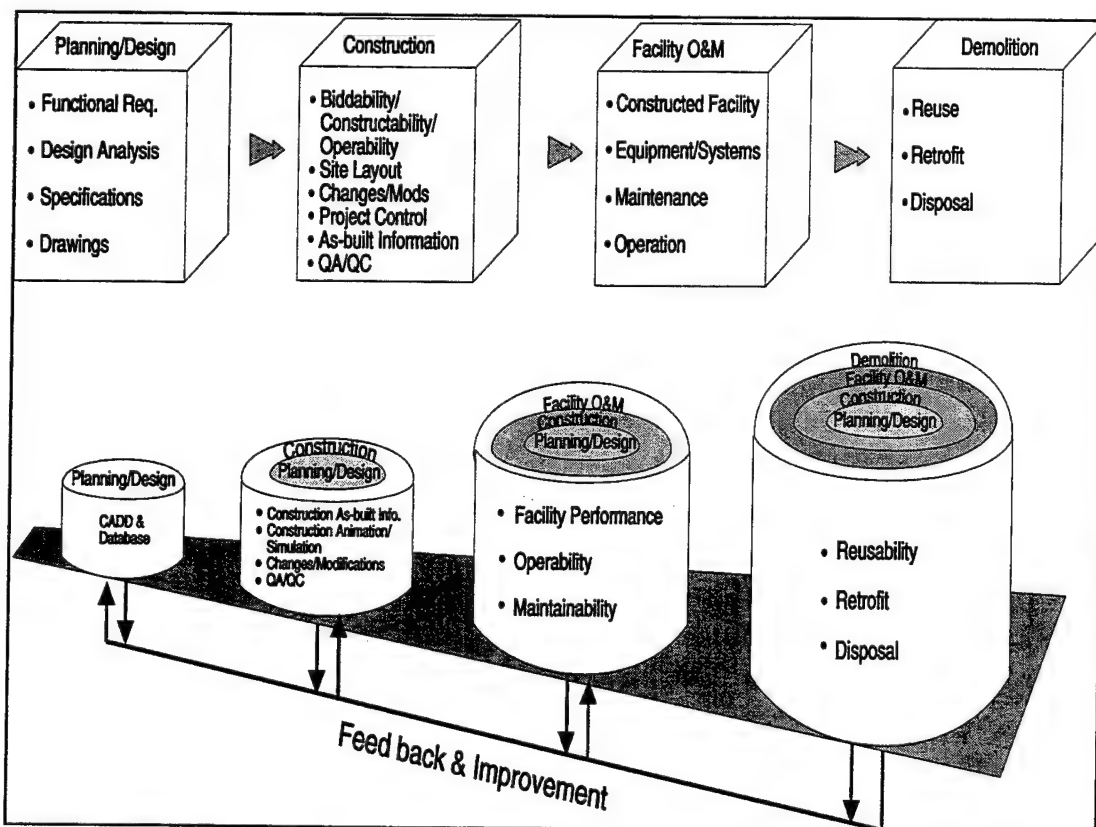 Planning/Design
• Functional Req.
• Design Analysis
• Specifications
• Drawings
Construction
• Biddability/
Constructability/
Operability
• Site Layout
• Changes/Mods
• Project Control
• As-built Information
• QA/QC
Facility O&M
• Constructed Facility
• Equipment/Systems
• Maintenance
• Operation
Demolition
• Reuse
• Retrofit
• Disposal
Planning/Design
CADD &
Database
Construction
Planning/Design
• Construction As-built Info.
• Construction Animation/
Simulation
• Changes/Modifications
• QA/QC
Facility O&M
Construction
Planning/Design
• Facility Performance
• Operability
• Maintainability
Demolition
Facility O&M
Construction
Planning/Design
• Reusability
• Retrofit
• Disposal
Feed back & Improvement